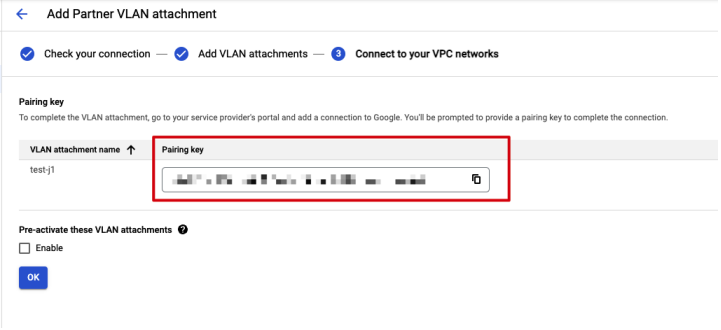 Add Partner VLAN attachment
Check your connection — Add VLAN attachments — 3 Connect to your VPC networks
Pairing key
To complete the VLAN attachment, go to your service provider's portal and add a connection to Google. You'll be prompted to provide a pairing key to complete the connection.
VLAN attachment name ↑ Pairing key
test-j1
Pre-activate these VLAN attachments ?
Enable
OK